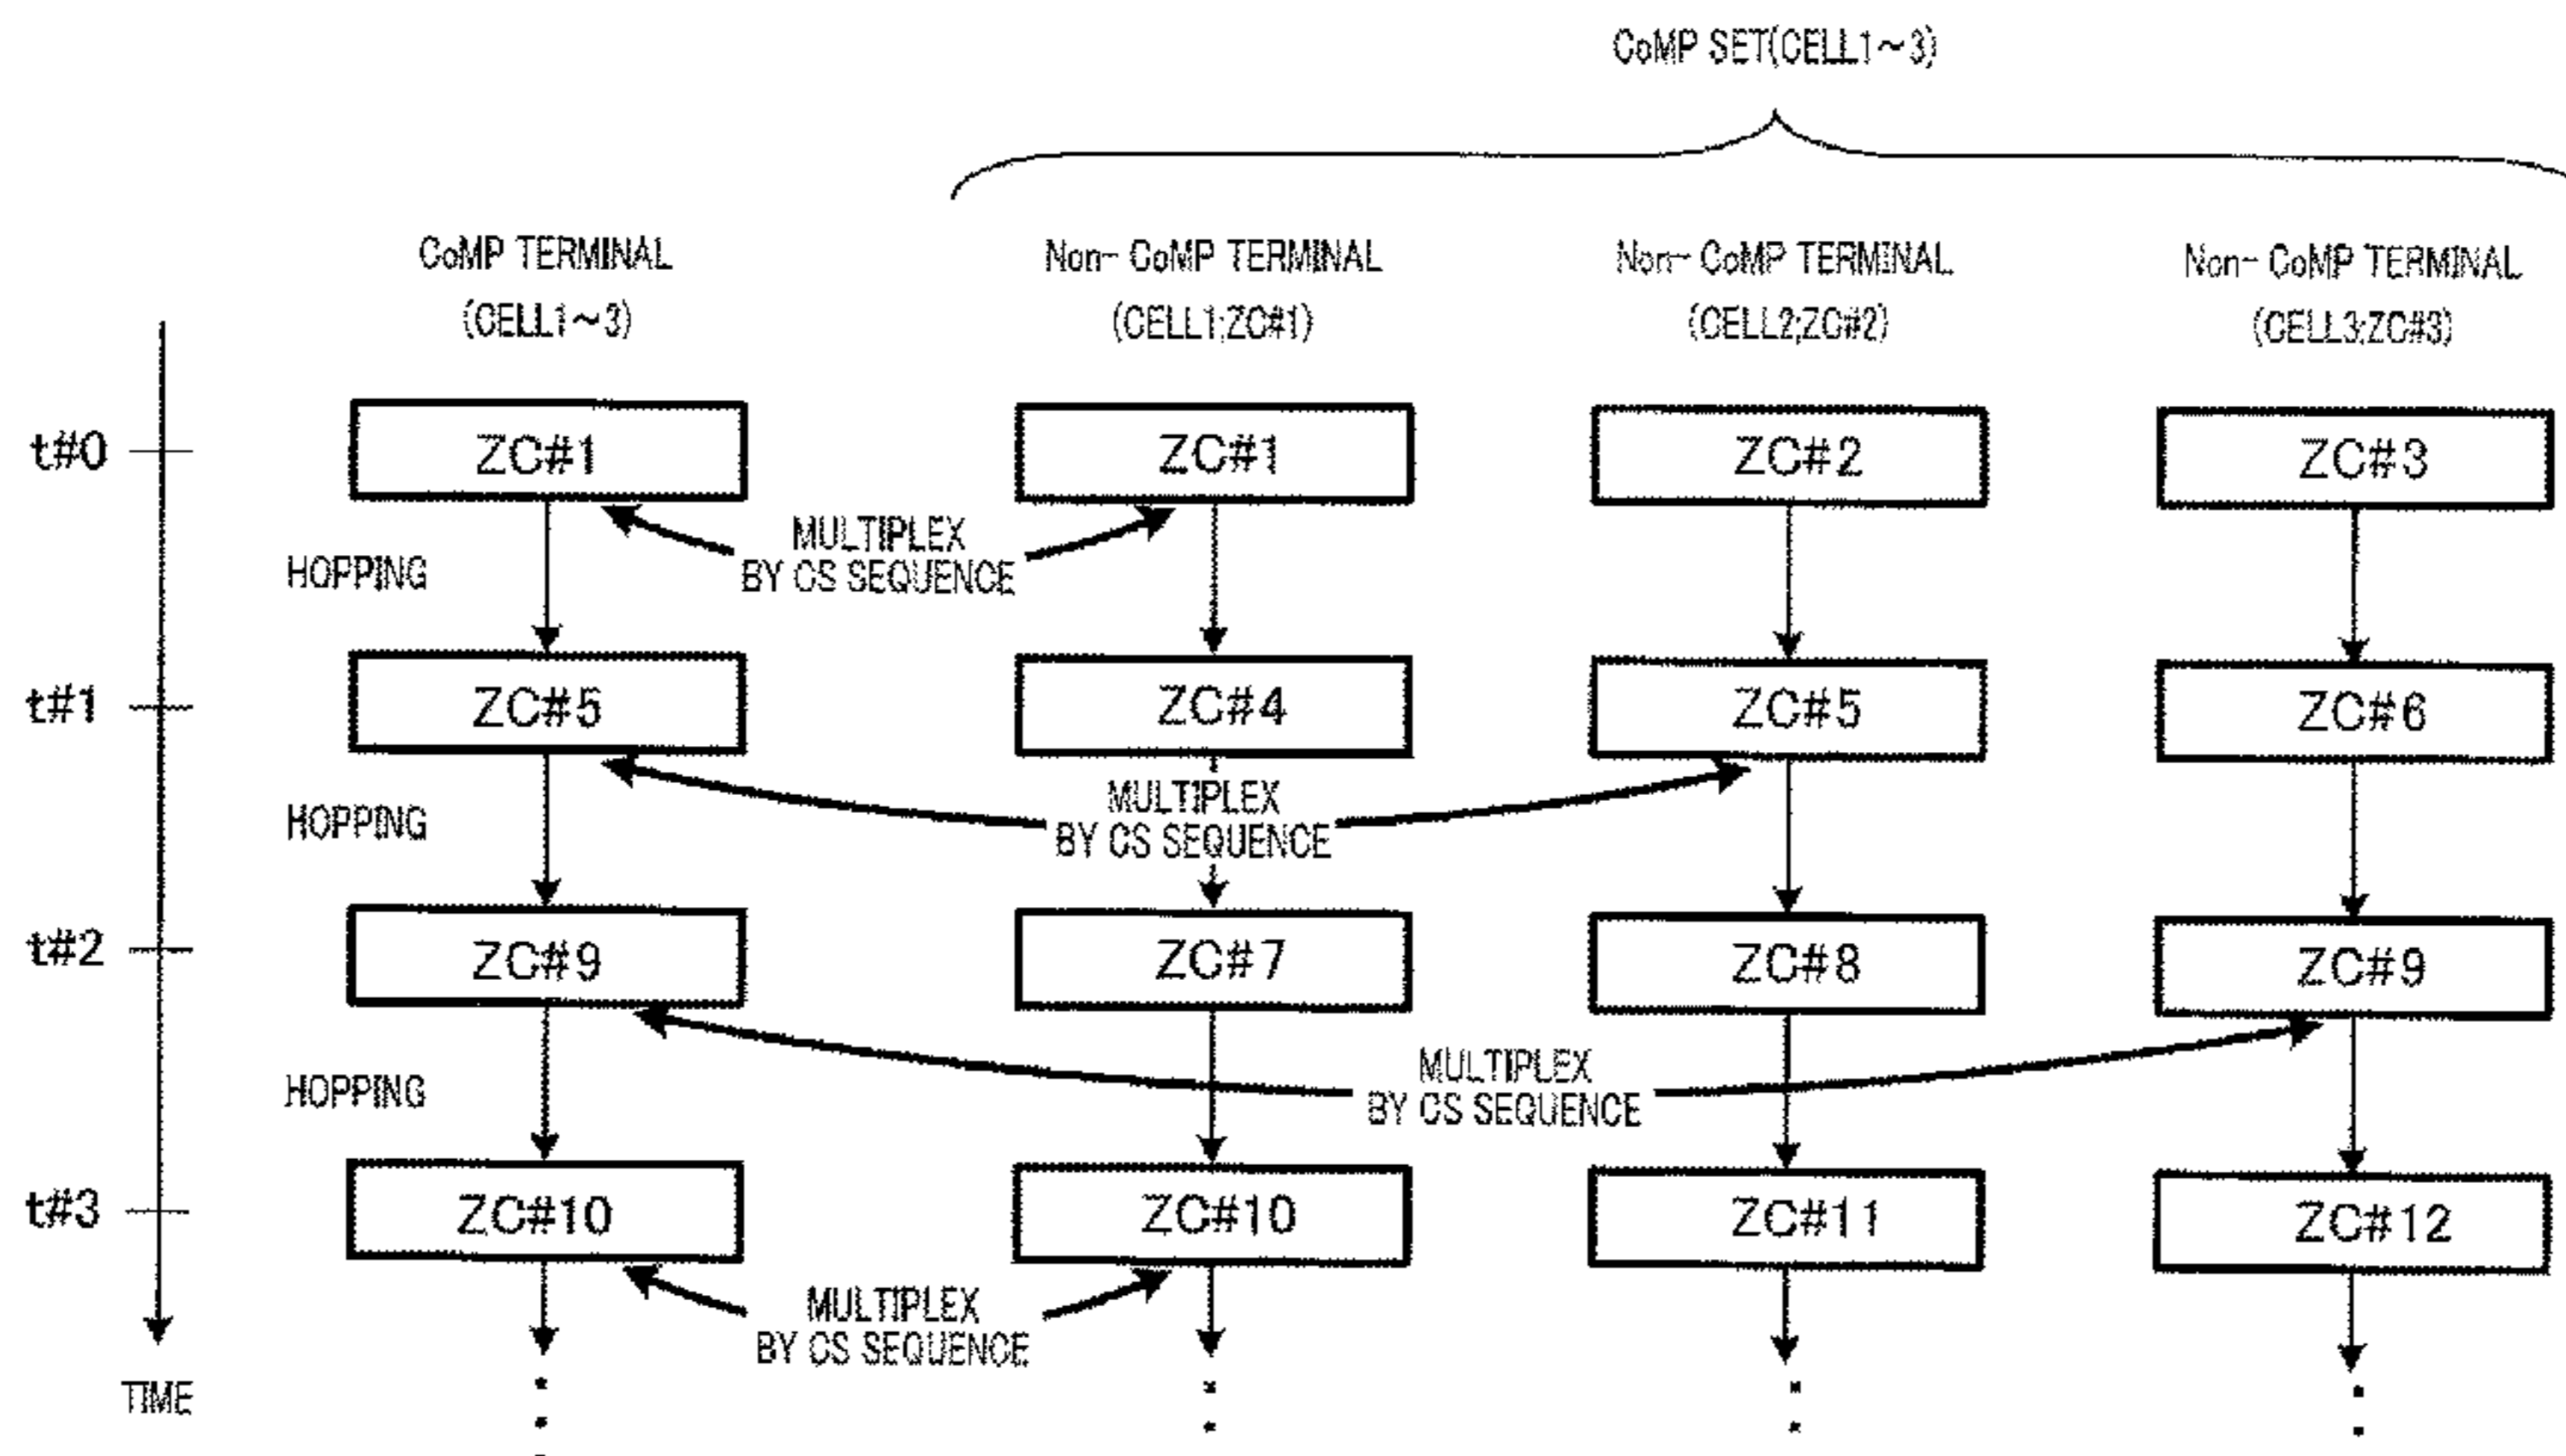 CoMP SET(CELL1~3)
CoMP TERMINAL
(CELL1~3)
Non- CoMP TERMINAL
(CELL1;ZC#1)
Non- CoMP TERMINAL
(CELL2;ZC#2)
Non- CoMP TERMINAL
(CELL3;ZC#3)
t#0
ZC#1
ZC#1
ZC#2
ZC#3
HOPPING
MULTIPLEX
BY CS SEQUENCE
t#1
ZC#5
ZC#4
ZC#5
ZC#6
HOPPING
MULTIPLEX
BY CS SEQUENCE
t#2
ZC#9
ZC#7
ZC#8
ZC#9
HOPPING
MULTIPLEX
BY CS SEQUENCE
t#3
ZC#10
ZC#10
ZC#11
ZC#12
MULTIPLEX
BY CS SEQUENCE
TIME